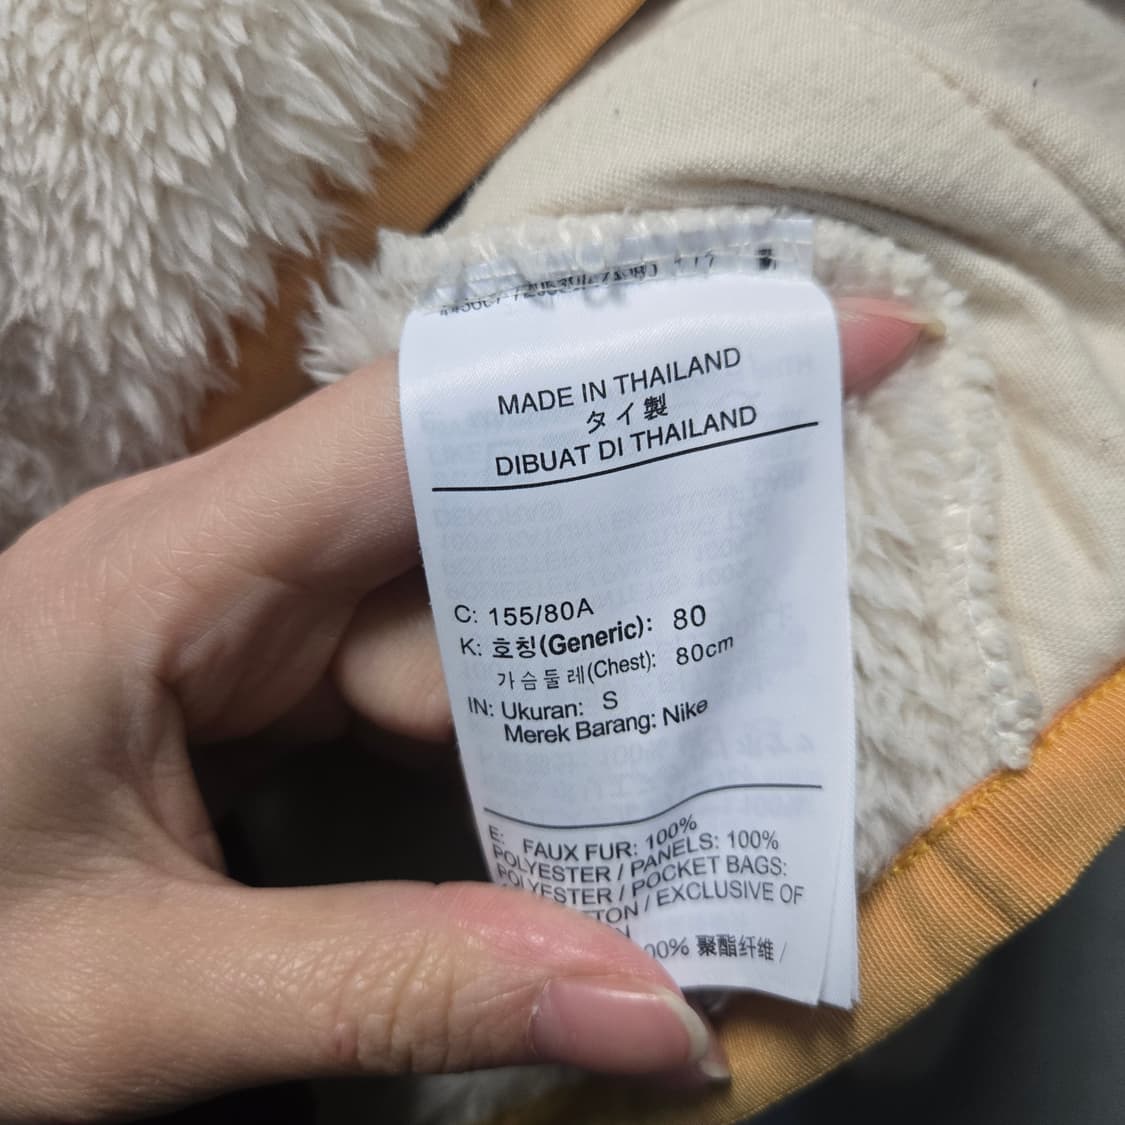 MADE IN THAILAND
タイ製
DIBUAT DI THAILAND
C: 155/80A
K: 호칭(Generic): 80
가슴둘레(Chest): 80cm
IN: Ukuran: S
Merek Barang: Nike
E: FAUX FUR: 100%
POLYESTER / PANELS: 100%
POLYESTER / POCKET BAGS:
/ EXCLUSIVE OF
聚酯纤维 /